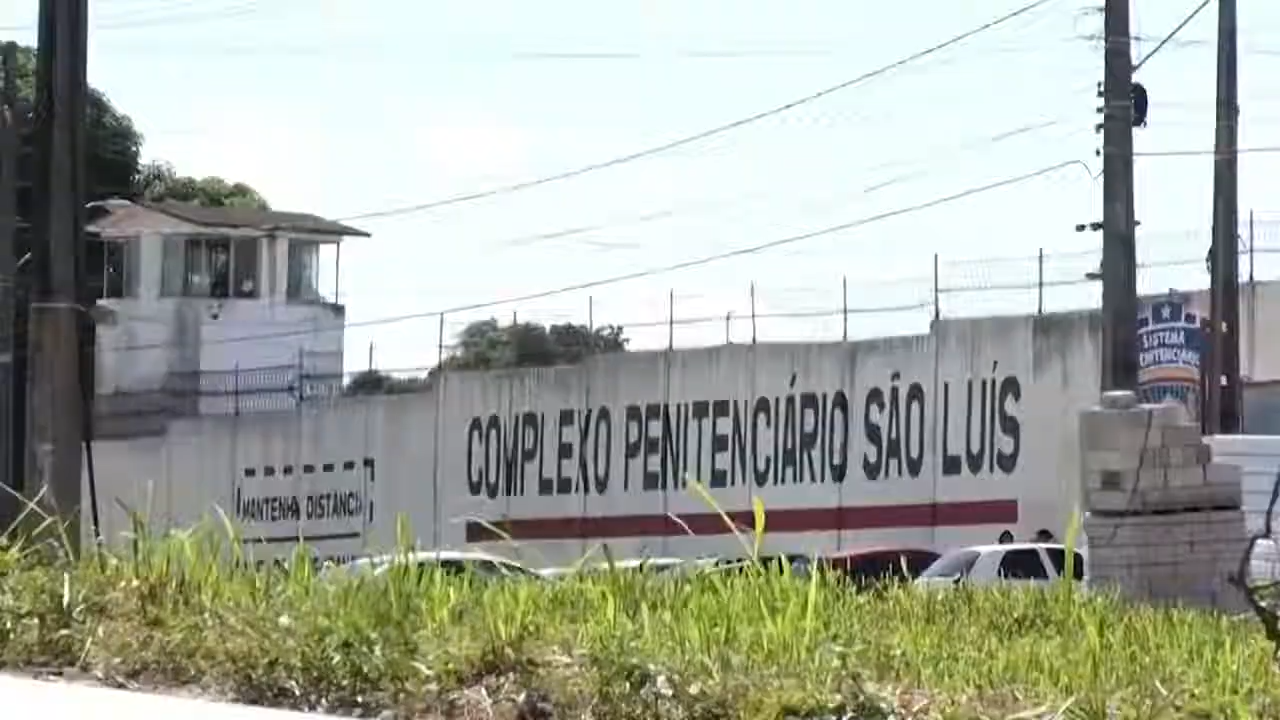 COMPLEXO PENITENCIÁRIO SÃO LUÍS
MANTENHA DISTÂNCIA
SISTEMA
PENITENCIÁRIO